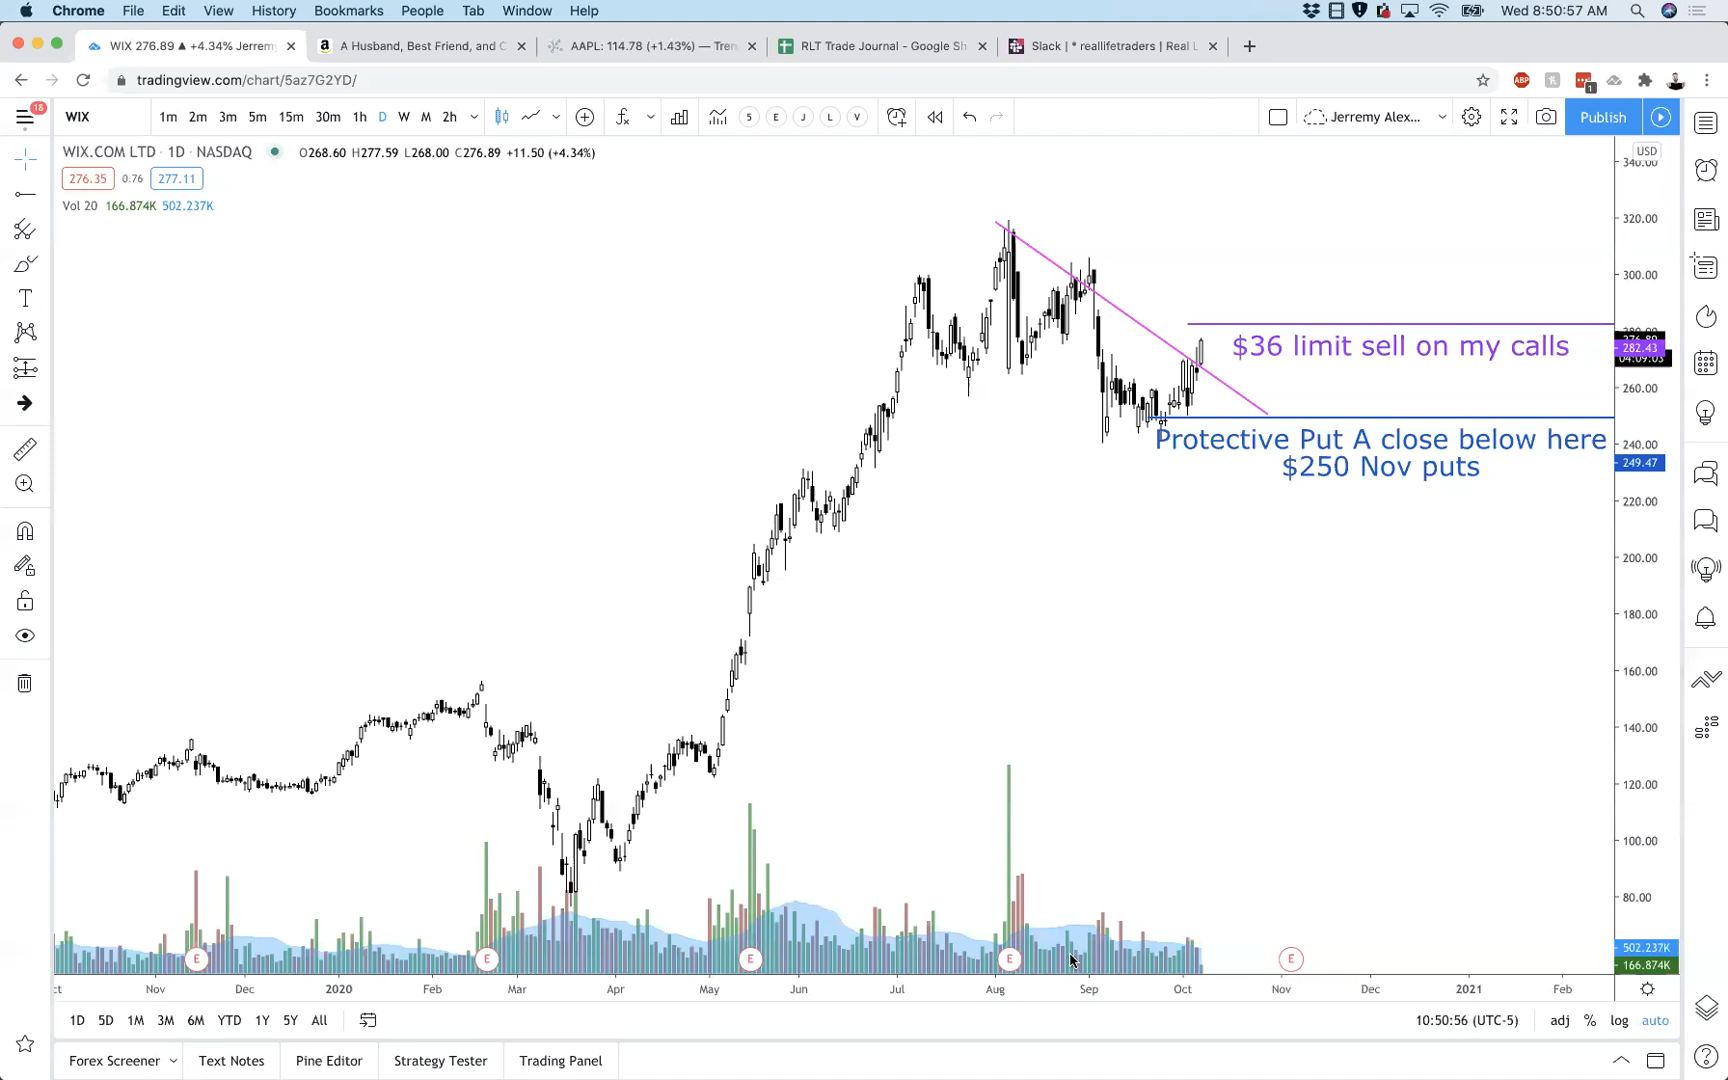 Chrome File Edit View History Bookmarks People Tab Window Help
Wed 8:50:57 AM
WIX 276.89 ▲ +4.34% Jeremy
A Husband, Best Friend, and C
AAPL: 114.78 (+1.43%) — Tren
RLT Trade Journal - Google Sh
Slack | * reallifetraders | Real L
tradingview.com/chart/5az7G2YD/
ABP
1
18
WIX
1m 2m 3m 5m 15m 30m 1h D W M 2h
5 E J L V
Jeremy Alex...
Publish
WIX.COM LTD · 1D · NASDAQ
O268.60 H277.59 L268.00 C276.89 +11.50 (+4.34%)
276.35 0.76 277.11
Vol 20 166.874K 502.237K
USD
340.00
320.00
300.00
282.43
04:09:03
260.00
240.00
249.47
220.00
200.00
180.00
160.00
140.00
120.00
100.00
80.00
502.237K
166.874K
$36 limit sell on my calls
Protective Put A close below here
$250 Nov puts
E E E E E
Nov Dec 2020 Feb Mar Apr May Jun Jul Aug Sep Oct Nov Dec 2021 Feb
1D 5D 1M 3M 6M YTD 1Y 5Y All
10:50:56 (UTC-5) adj % log auto
Forex Screener Text Notes Pine Editor Strategy Tester Trading Panel